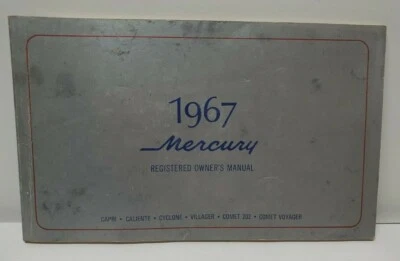 1967
Mercury
REGISTERED OWNER'S MANUAL
CAPRI • CALIENTE • CYCLONE • VILLAGER • COMET 202 • COMET VOYAGER